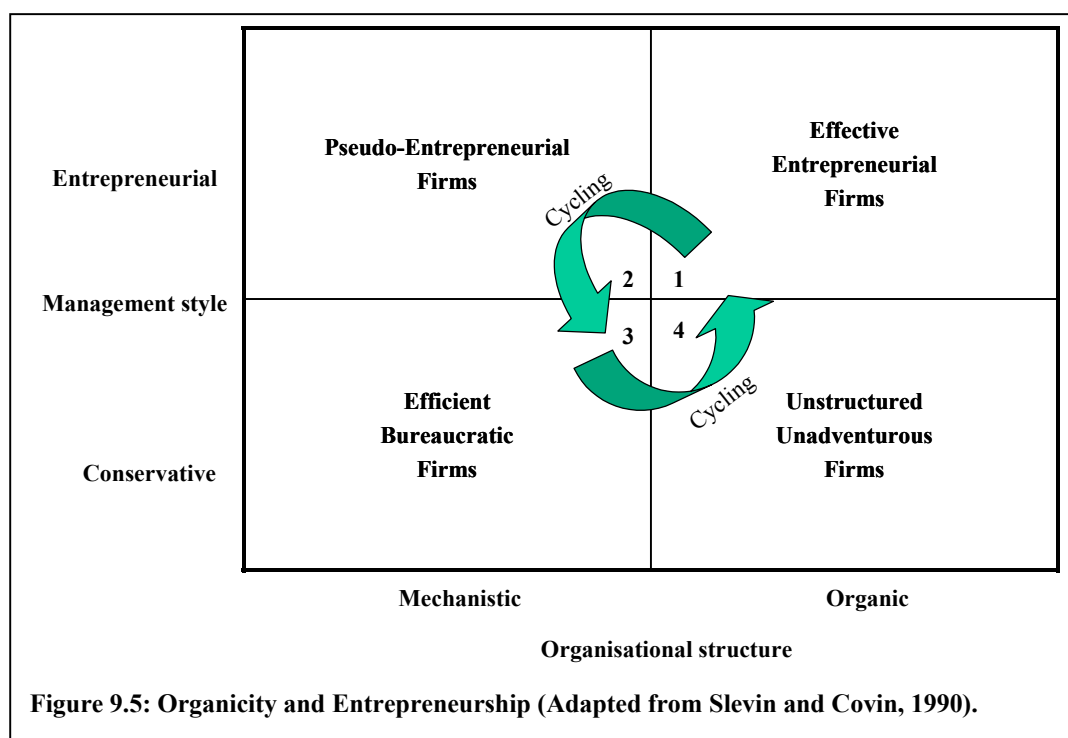 Entrepreneurial
Management style
Conservative
Pseudo-Entrepreneurial
Firms
Effective
Entrepreneurial
Firms
Cycling
2
1
3
4
Cycling
Efficient
Bureaucratic
Firms
Unstructured
Unadventurous
Firms
Mechanistic
Organic
Organisational structure
Figure 9.5: Organicity and Entrepreneurship (Adapted from Slevin and Covin, 1990).